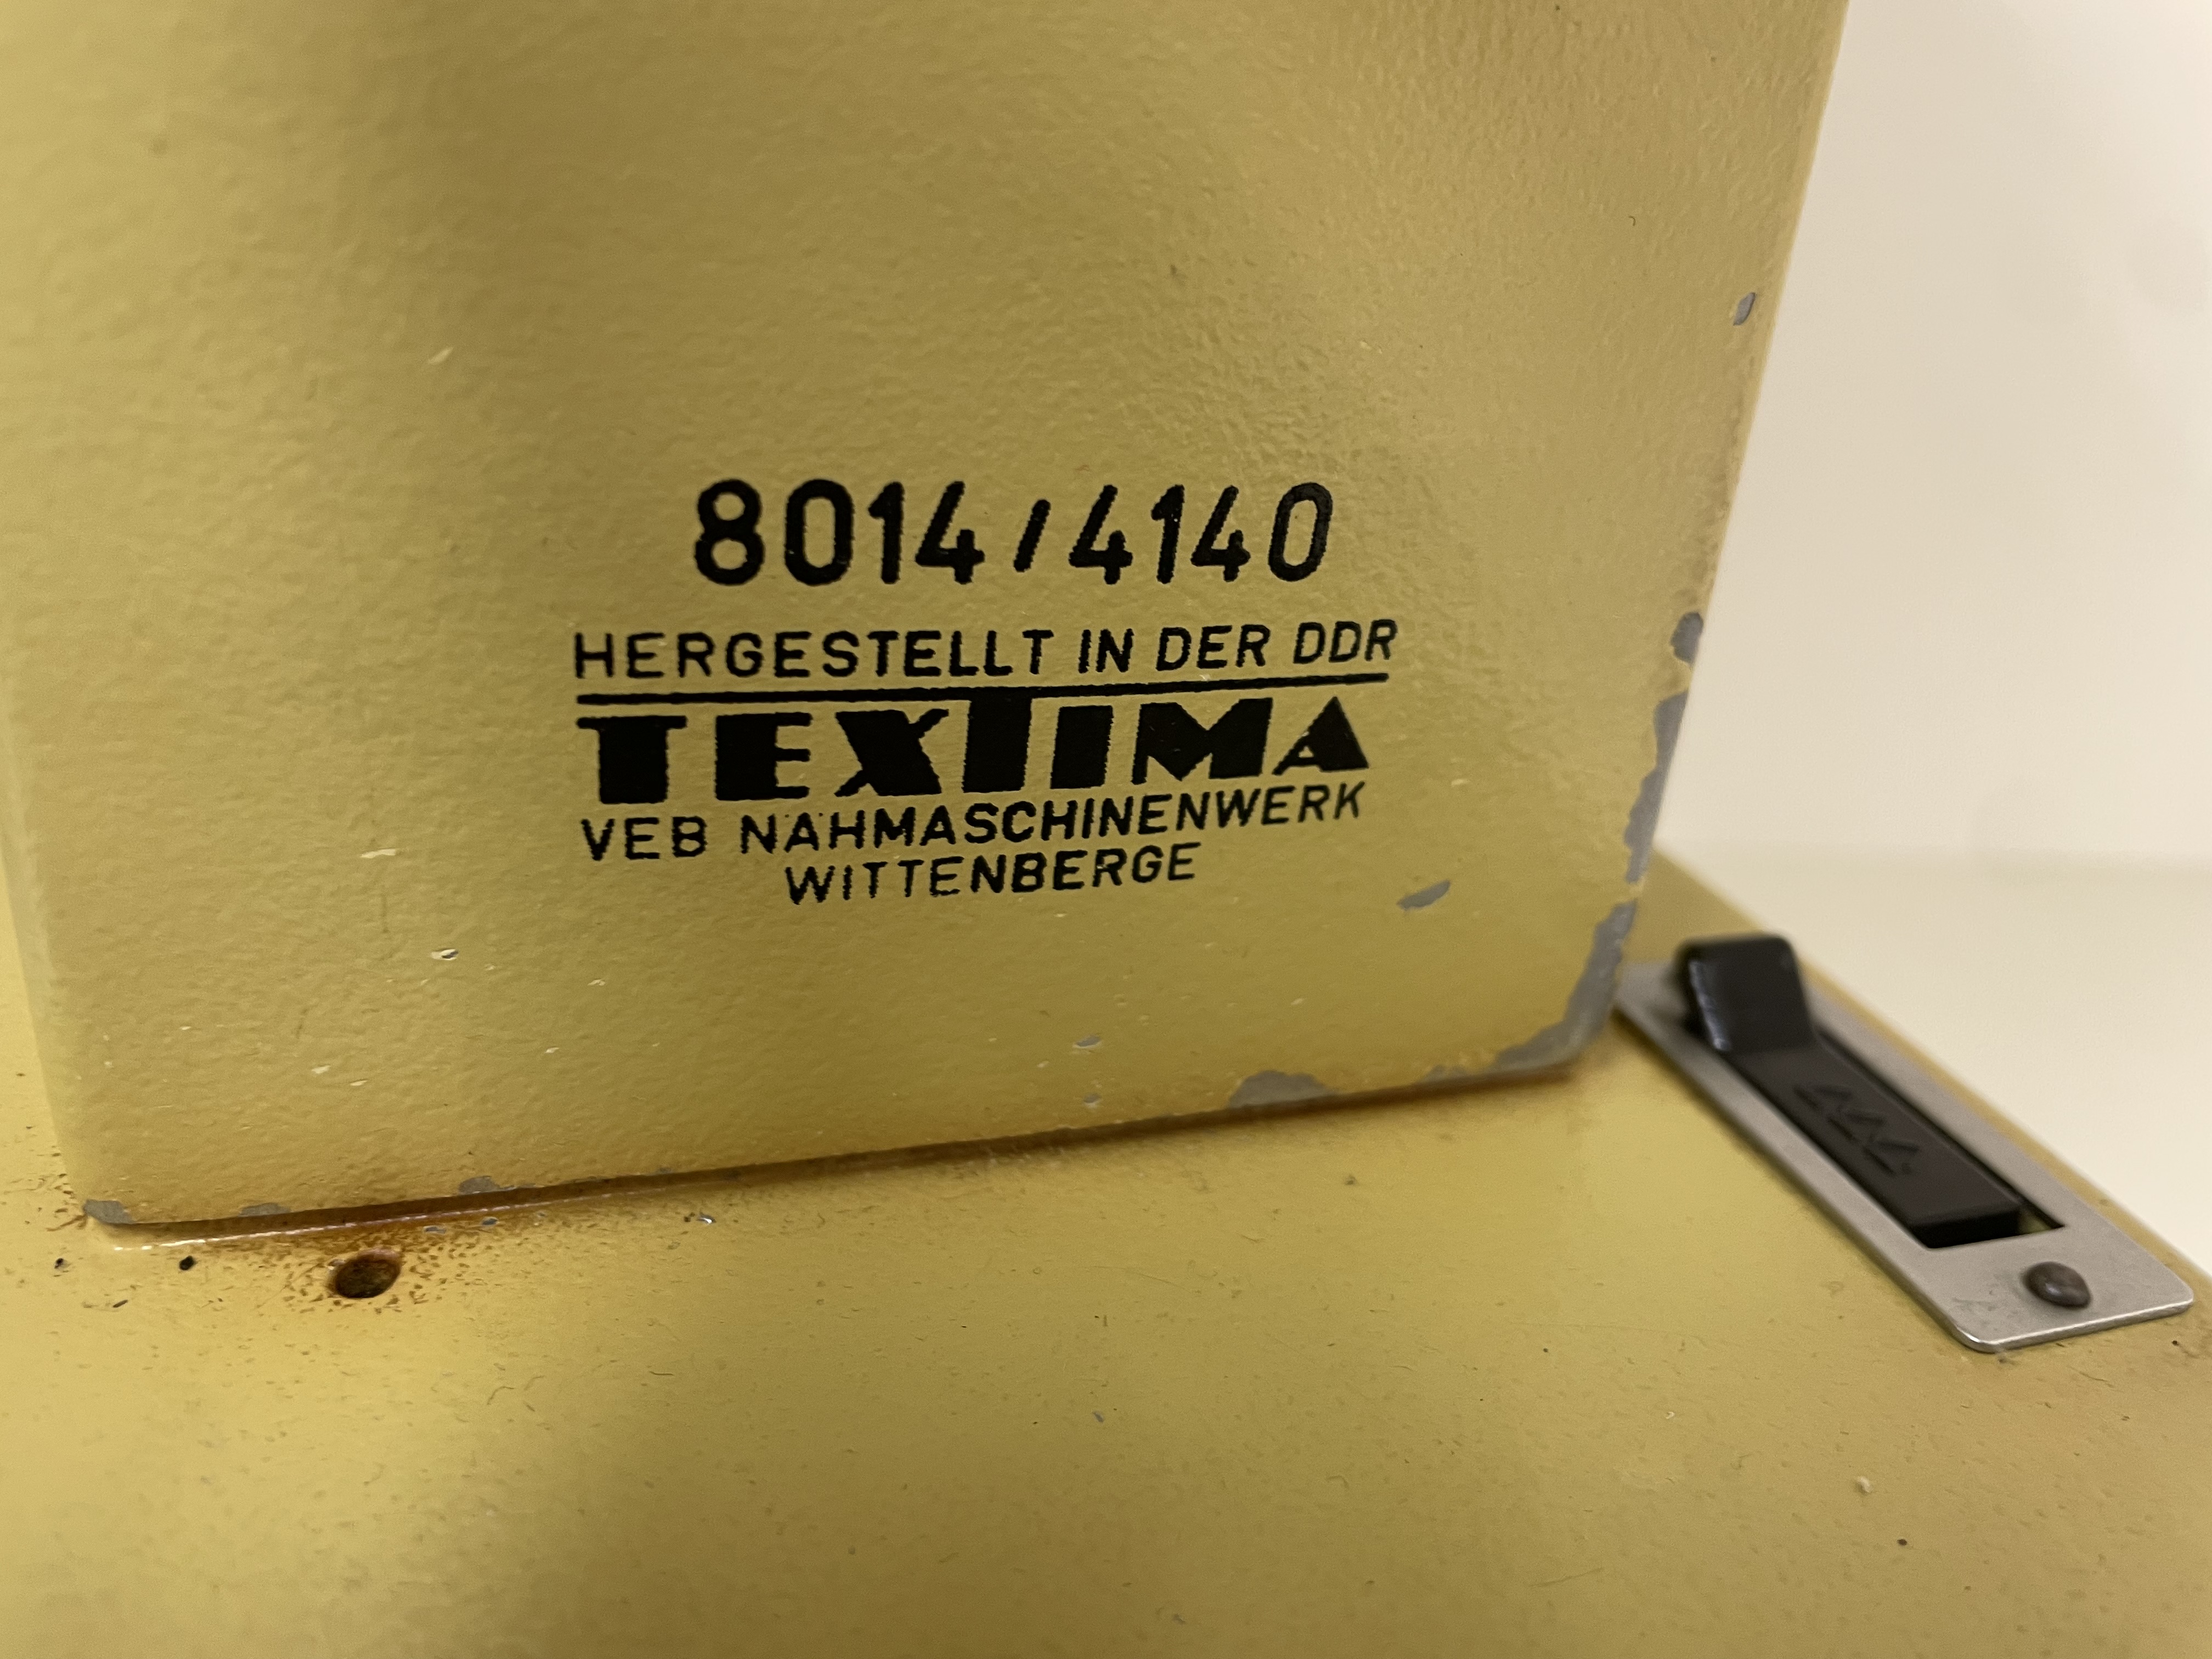 8014/4140
HERGESTELLT IN DER DDR
TEXTIMA
VEB NÄHMASCHINENWERK
WITTENBERGE